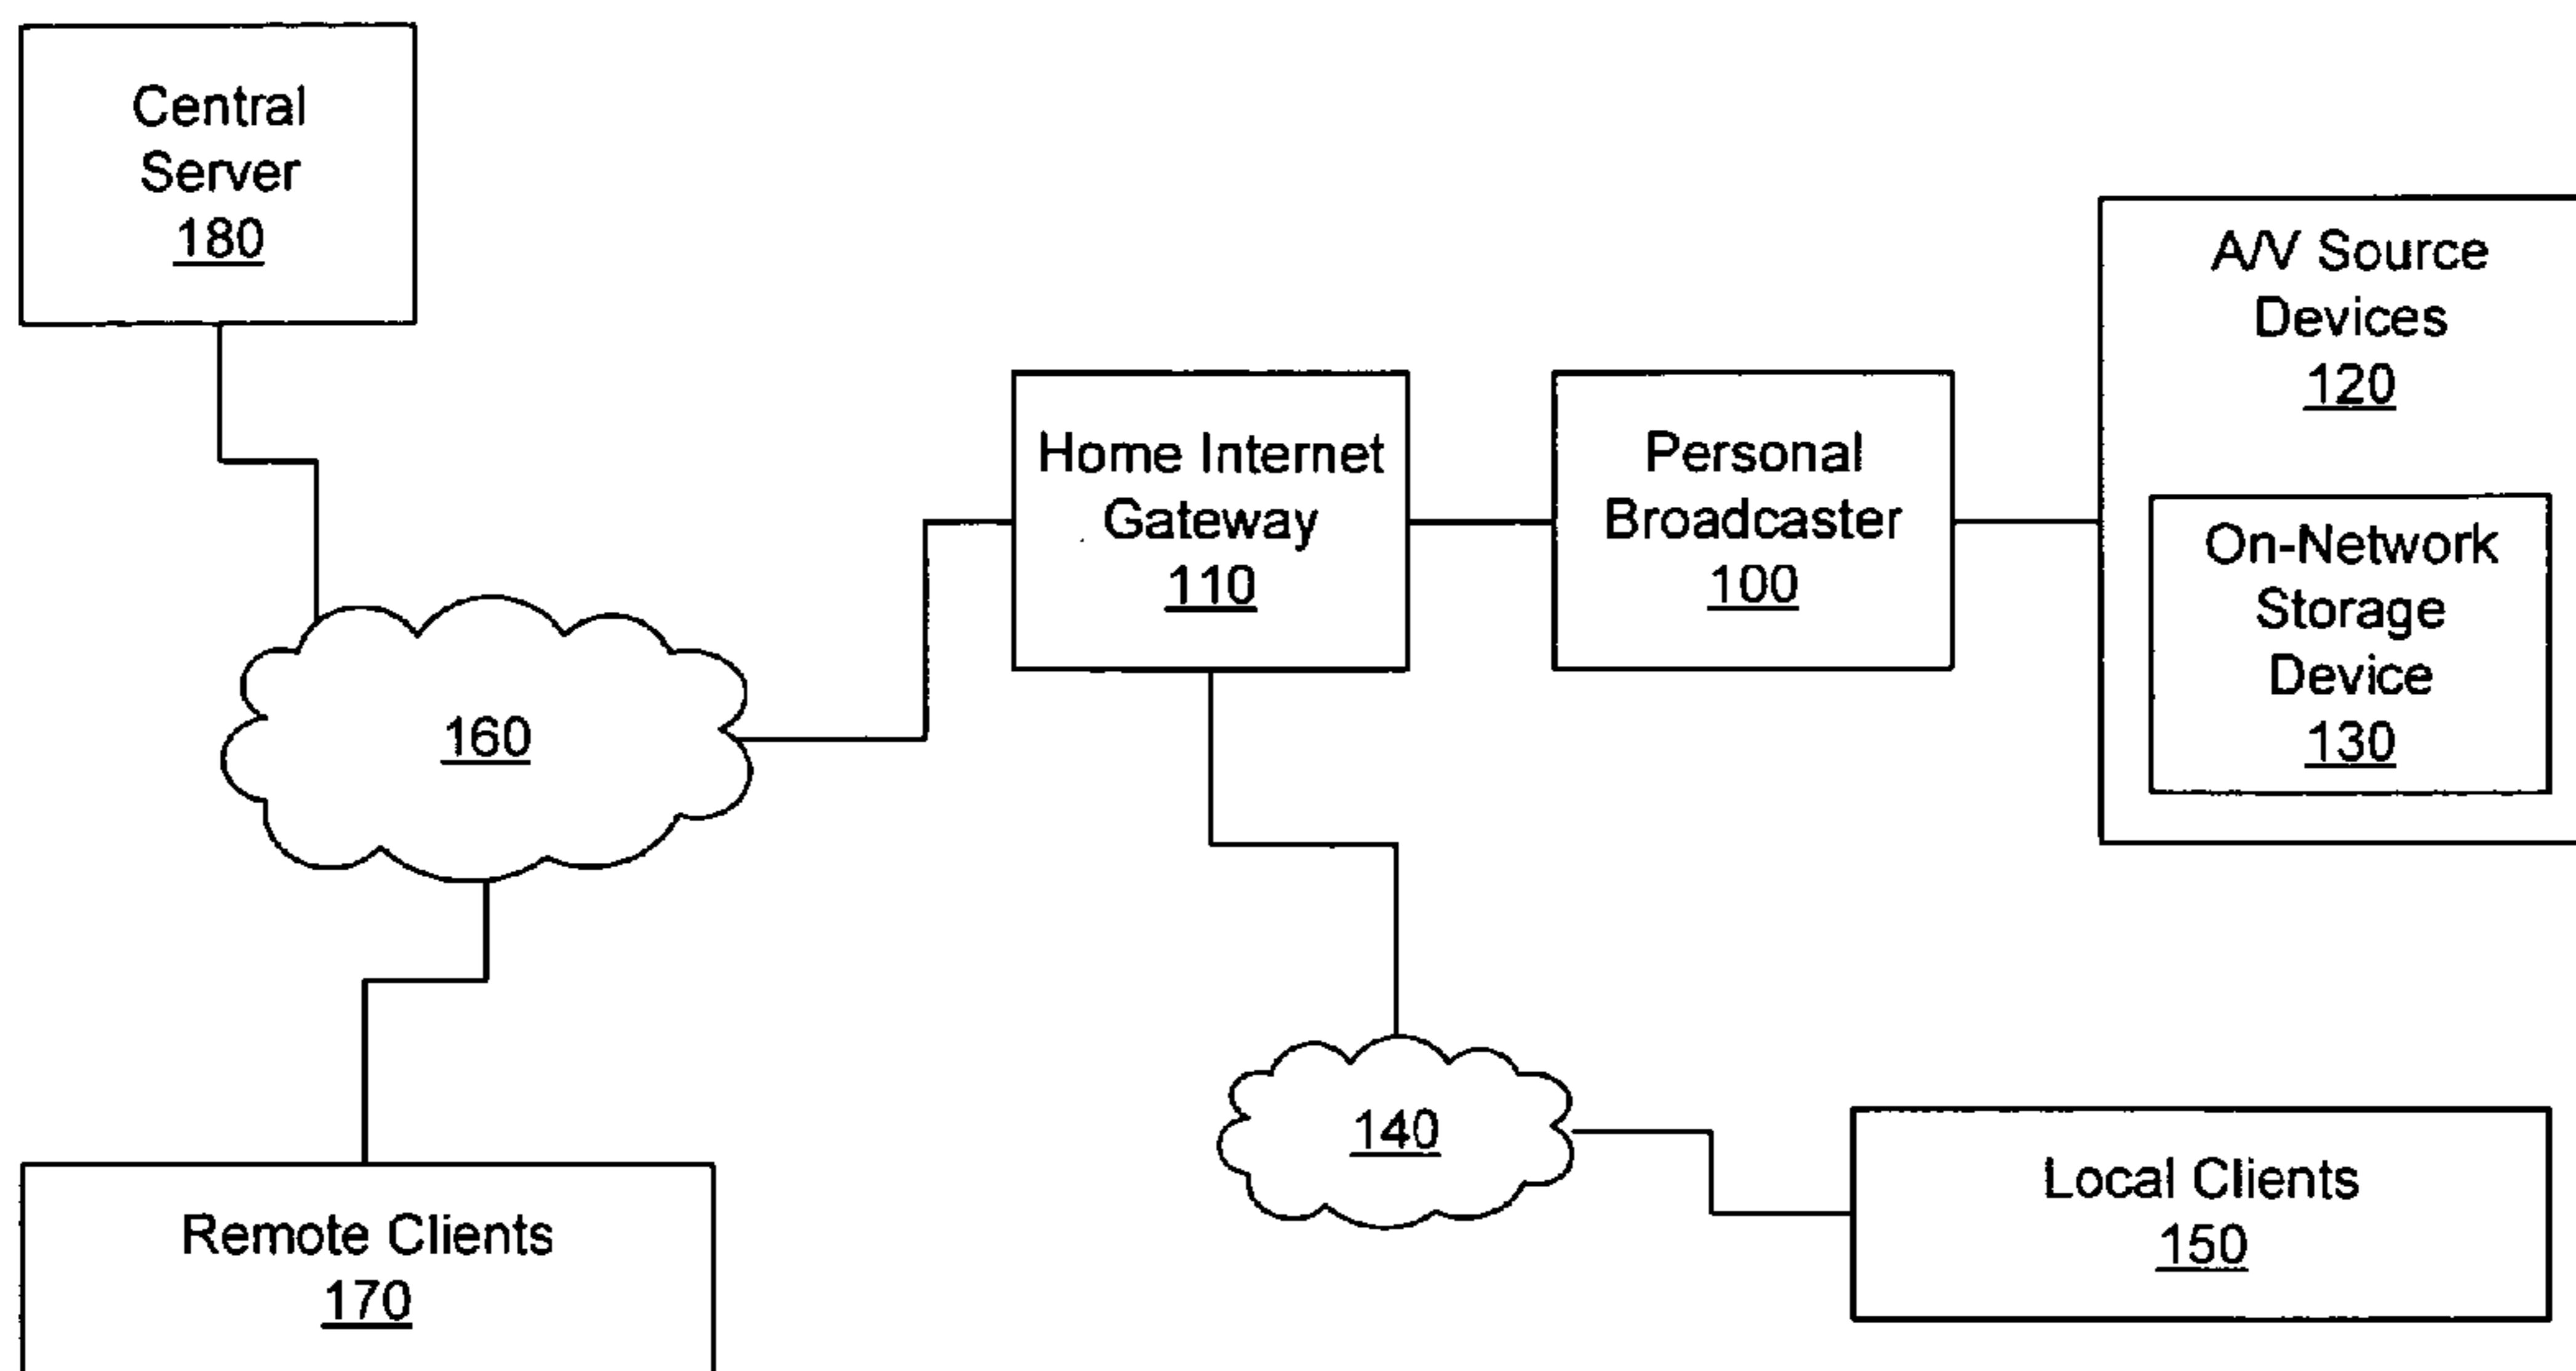 Central
Server
180
A/V Source
Devices
120
Home Internet
Gateway
110
Personal
Broadcaster
100
On-Network
Storage
Device
130
160
140
Local Clients
150
Remote Clients
170